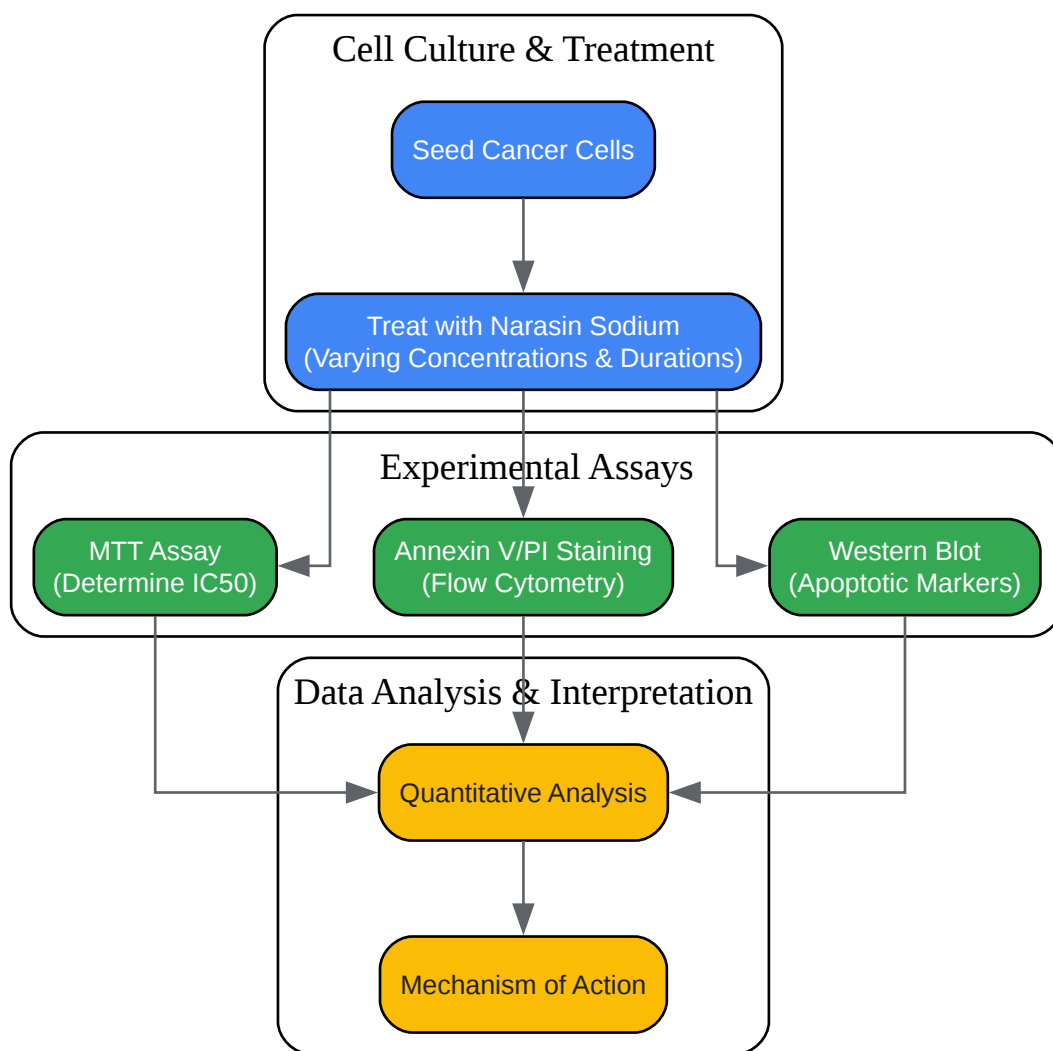 Cell Culture & Treatment
Seed Cancer Cells
Treat with Narasin Sodium
(Varying Concentrations & Durations)
Experimental Assays
MTT Assay
(Determine IC50)
Annexin V/PI Staining
(Flow Cytometry)
Western Blot
(Apoptotic Markers)
Data Analysis & Interpretation
Quantitative Analysis
Mechanism of Action